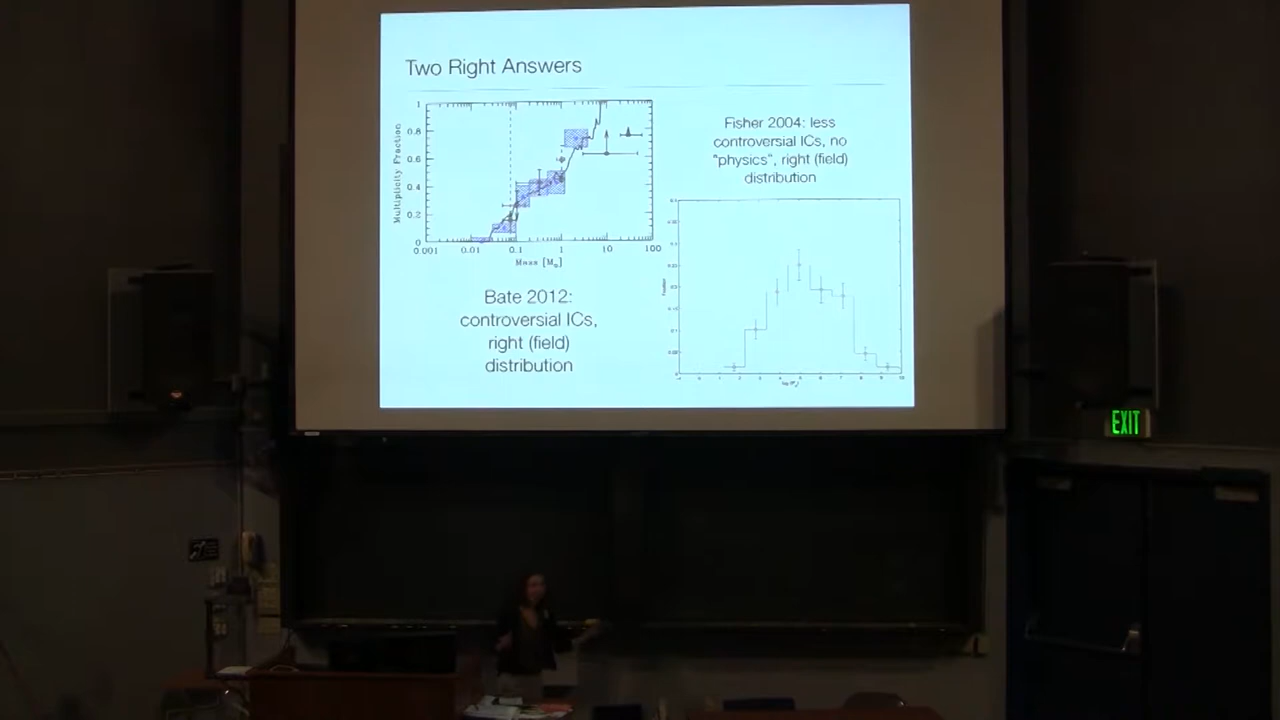 Two Right Answers
Fisher 2004: less
controversial ICs, no
"physics", right (field)
distribution
Multiplicity Fraction
1
0.8
0.6
0.4
0.2
0
0.001
0.01
0.1
1
10
100
Mass [M☉]
Bate 2012:
controversial ICs,
right (field)
distribution
EXIT